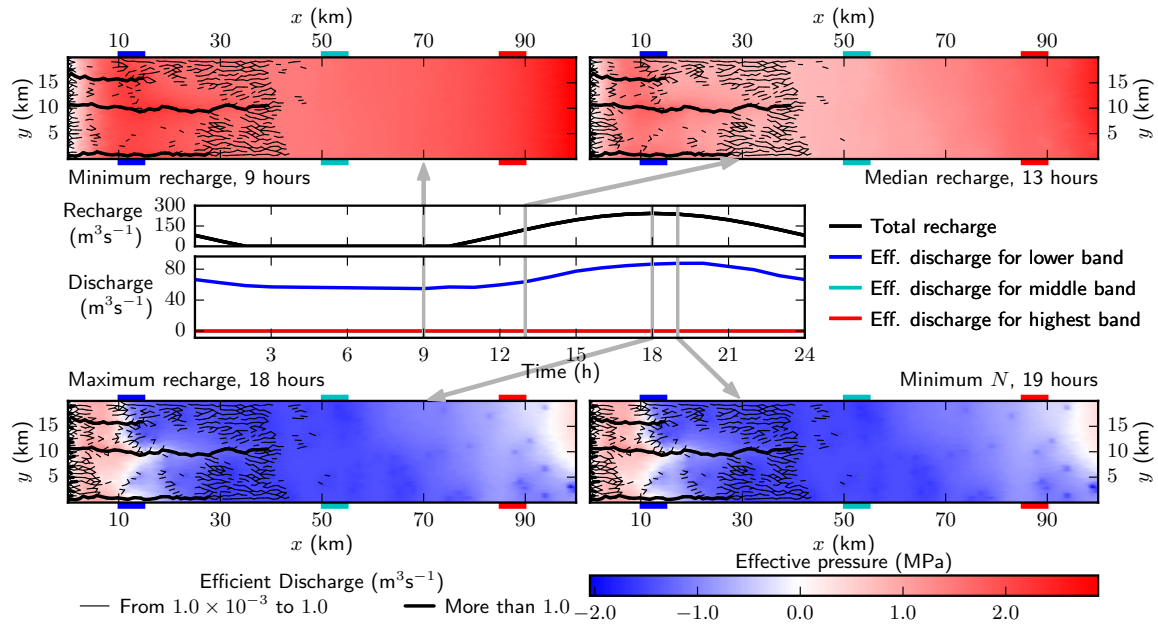 x (km)
x (km)
10 30 50 70 90
10 30 50 70 90
y (km)
15
10
5
15
10
5
y (km)
Minimum recharge, 9 hours
Median recharge, 13 hours
Recharge
(m³s⁻¹)
300
150
0
Discharge
(m³s⁻¹)
80
40
0
3 6 9 12 15 18 21 24
Time (h)
Total recharge
Eff. discharge for lower band
Eff. discharge for middle band
Eff. discharge for highest band
Maximum recharge, 18 hours
Minimum N, 19 hours
y (km)
15
10
5
15
10
5
y (km)
10 30 50 70 90
10 30 50 70 90
x (km)
x (km)
Efficient Discharge (m³s⁻¹)
From 1.0 × 10⁻³ to 1.0
More than 1.0
Effective pressure (MPa)
−2.0 −1.0 0.0 1.0 2.0